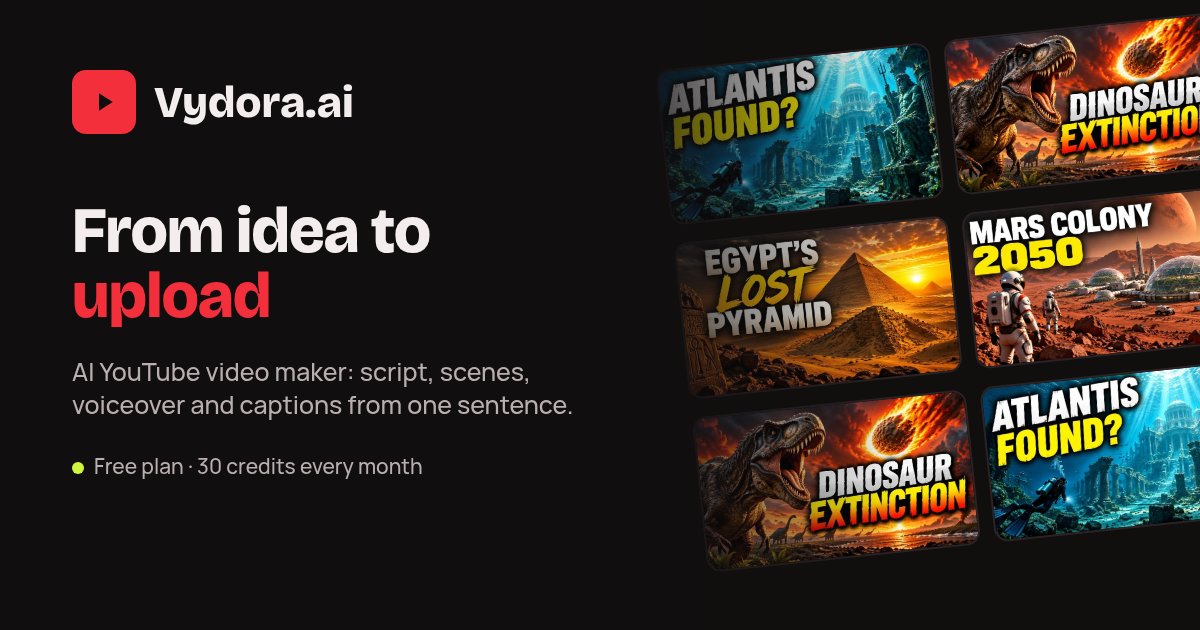 Vydora.ai
From idea to
upload
AI YouTube video maker: script, scenes,
voiceover and captions from one sentence.
Free plan · 30 credits every month
ATLANTIS
FOUND?
DINOSAUR
EXTINCTIO
EGYPT'S
LOST
PYRAMID
MARS COLONY
2050
DINOSAUR
EXTINCTION
ATLANTIS
FOUND?